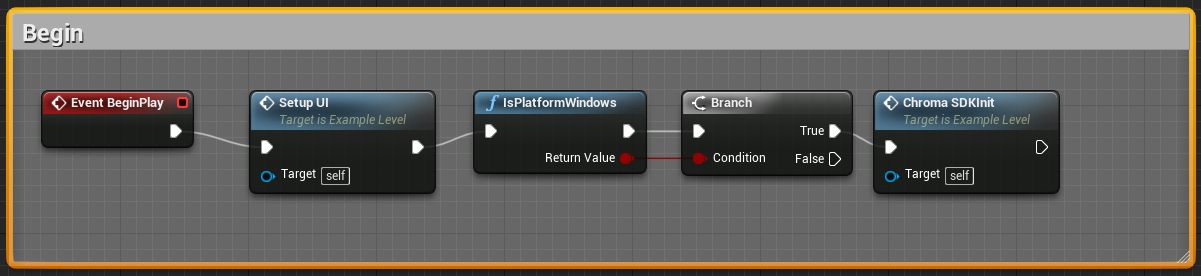 Begin
Event BeginPlay
Setup UI
Target is Example Level
Target self
IsPlatformWindows
Return Value
Branch
True
Condition False
Chroma SDKInit
Target is Example Level
Target self